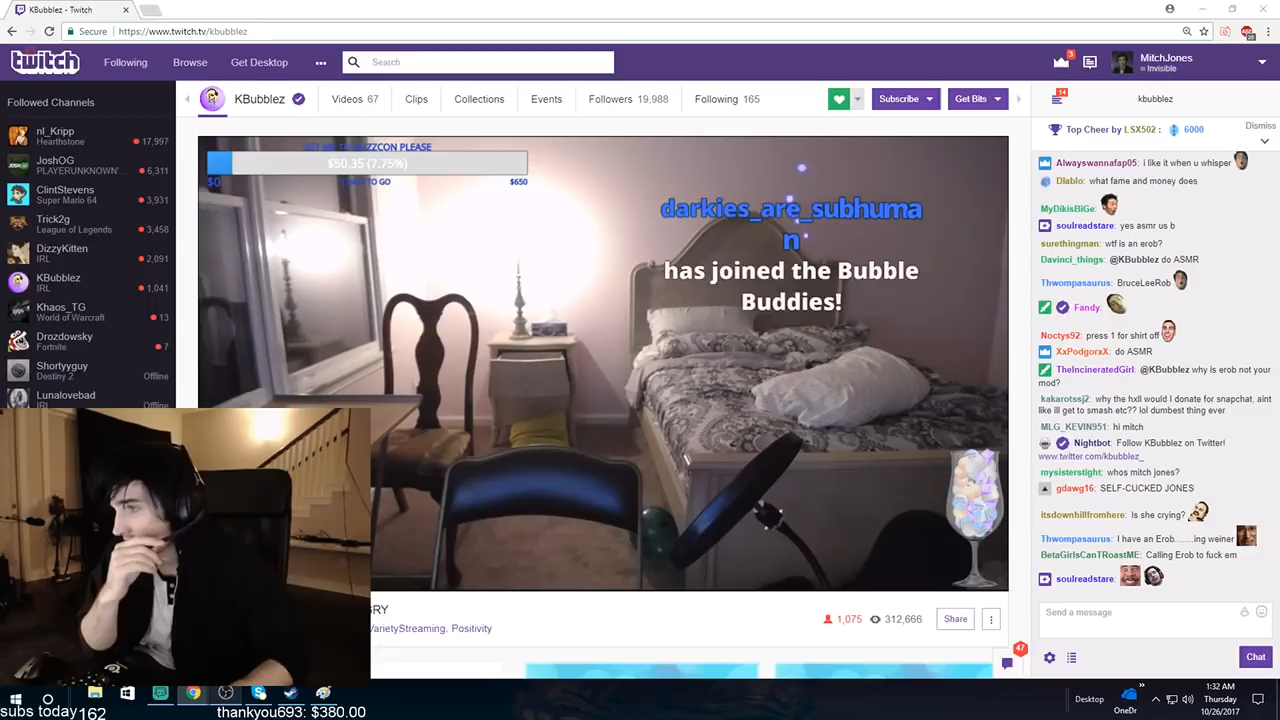 KBubblez - Twitch
Secure
https://www.twitch.tv/kbubblez
twitch
Following
Browse
Get Desktop
Search
3
MitchJones
Invisible
Followed Channels
nl_Kripp
Hearthstone
17,997
JoshOG
PLAYERUNKNOWN'...
6,311
ClintStevens
Super Mario 64
3,931
Trick2g
League of Legends
3,458
DizzyKitten
IRL
2,091
KBubblez
IRL
1,041
Khaos_TG
World of Warcraft
13
Drozdowsky
Fortnite
7
Shortyyguy
Destiny 2
Offline
Lunalovebad
IRL
Offline
KBubblez
Videos 67
Clips
Collections
Events
Followers 19,988
Following 165
Subscribe
Get Bits
PLEASE
$50.35 (7.75%)
$0
TO GO
$650
darkies_are_subhuma
n
has joined the Bubble
Buddies!
GRY
VarietyStreaming, Positivity
1,075
312,666
Share
47
14
kbubblez
Top Cheer by LSX502 : 6000
Dismiss
Alwayswannafap05: i like it when u whisper
Dlablo: what fame and money does
MyDikisBiGe:
soulreadstare: yes asmr us b
surethingman: wtf is an erob?
Davinci_things: @KBubblez do ASMR
Thwompasaurus: BruceLeeRob
Fandy:
Noctys92: press 1 for shirt off
XxPodgorxX: do ASMR
TheIncineratedGirl: @KBubblez why is erob not your
mod?
kakarotssj2: why the hxll would I donate for snapchat, aint
like ill get to smash etc?? lol dumbest thing ever
MLG_KEVIN951: hi mitch
Nightbot: Follow KBubblez on Twitter!
www.twitter.com/kbubblez_
mysisterstight: whos mitch jones?
gdawg16: SELF-CUCKED JONES
itsdownhillfromhere: Is she crying?
Thwompasaurus: I have an Erob........ing weiner
BetaGirlsCanTRoastME: Calling Erob to fuck em
soulreadstare:
Send a message
Chat
Desktop
OneDr
1:32 AM
Thursday
10/26/2017
subs today 162
thankyou693: $380.00